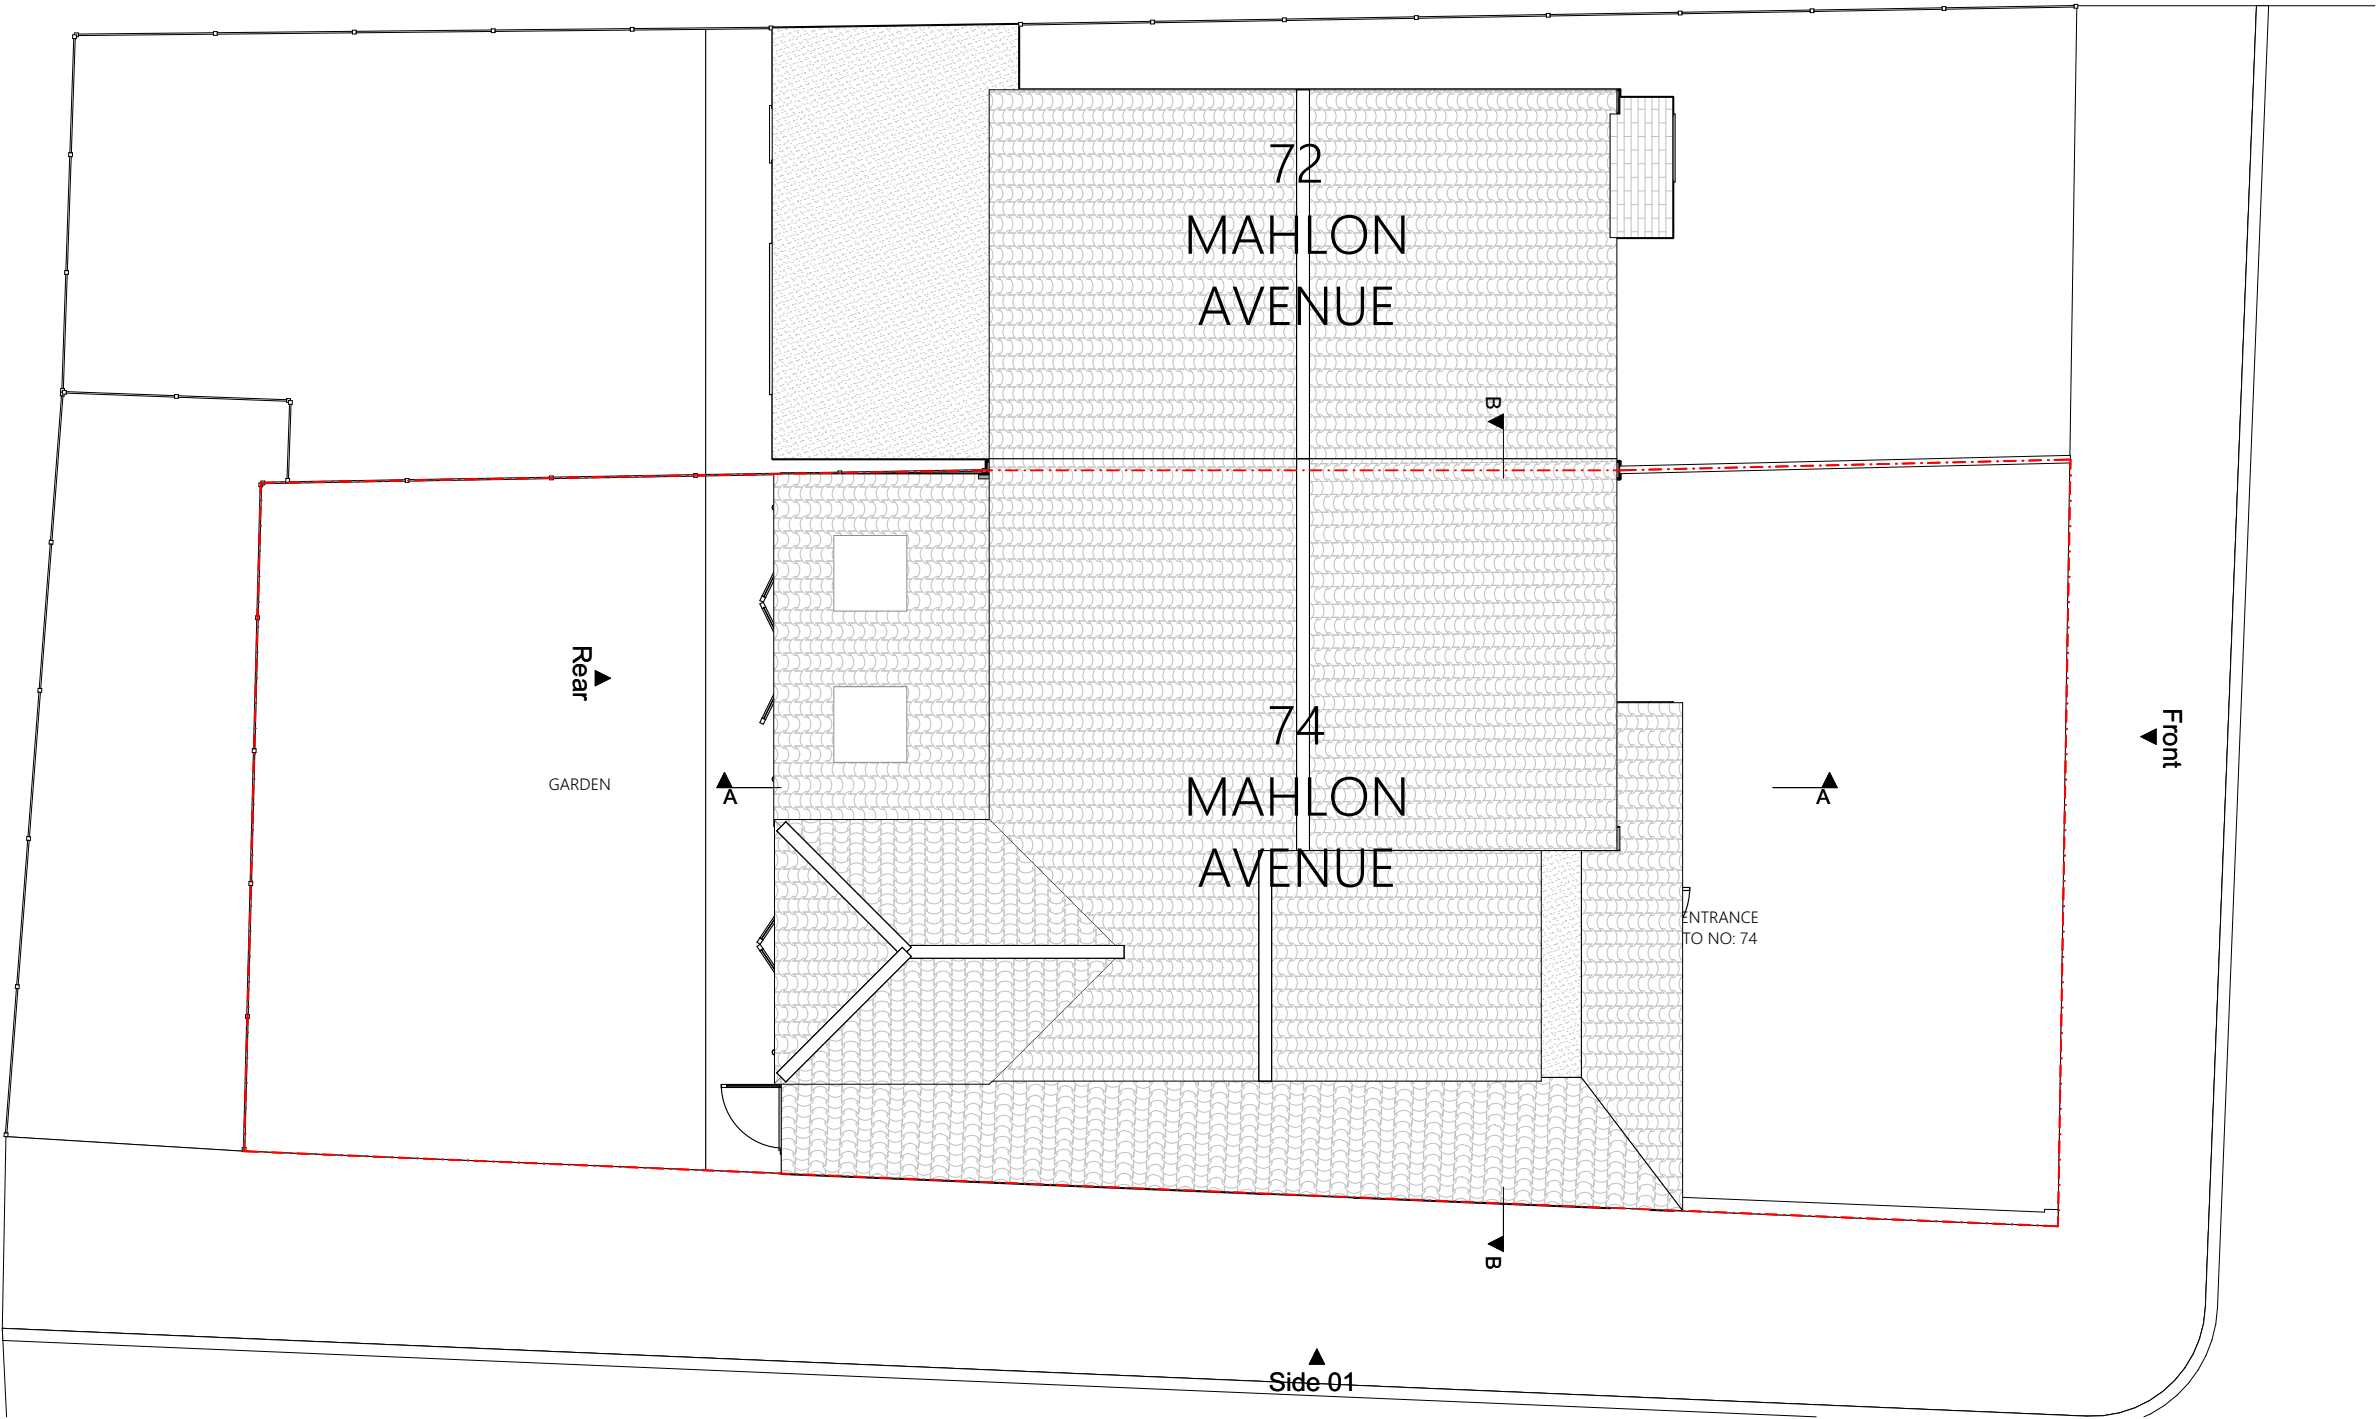 72
MAHLON
AVENUE
B
Rear
74
MAHLON
AVENUE
Front
GARDEN
A
A
ENTRANCE
TO NO: 74
B
Side 01